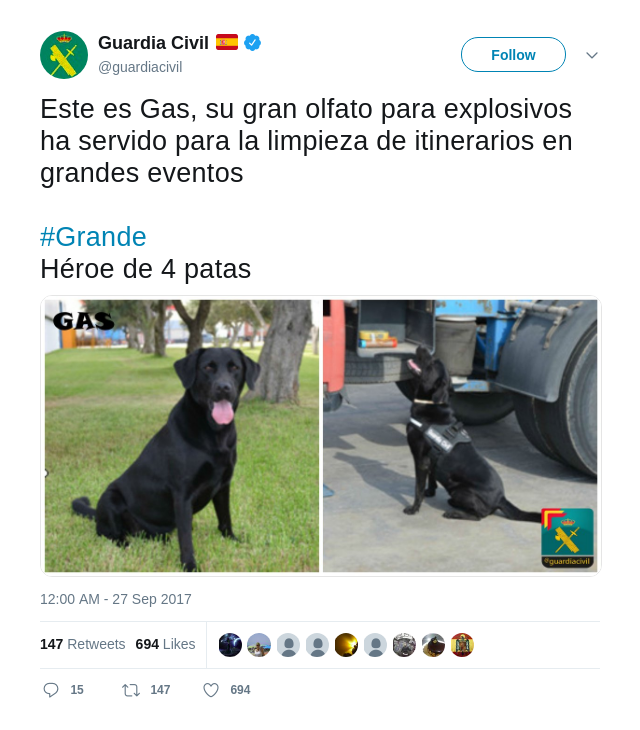 Guardia Civil
@guardiacivil
Follow
Este es Gas, su gran olfato para explosivos
ha servido para la limpieza de itinerarios en
grandes eventos
#Grande
Héroe de 4 patas
GAS
@guardiacivil
12:00 AM - 27 Sep 2017
147 Retweets 694 Likes
15 147 694